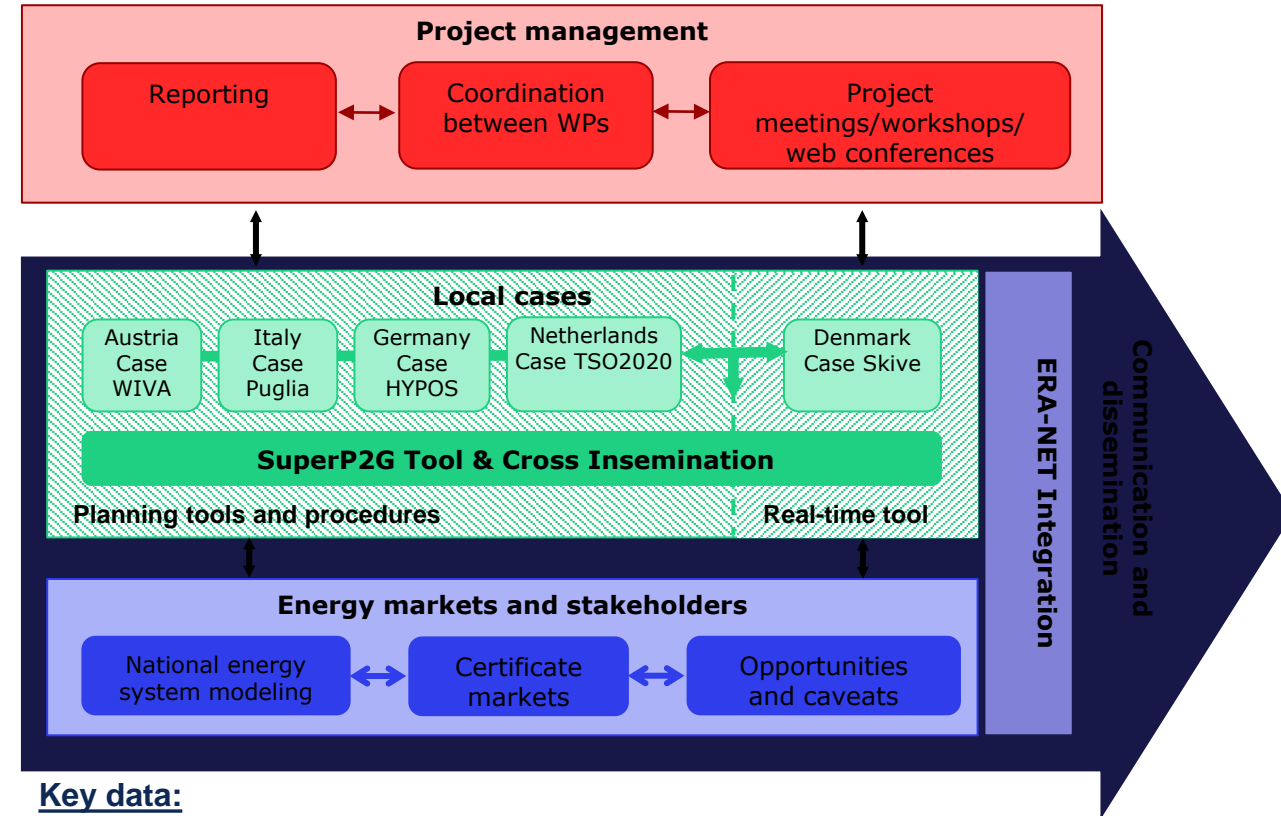 Project management
Reporting
Coordination
between WPs
Project
meetings/workshops/
web conferences
Local cases
Austria
Case
WIVA
Italy
Case
Puglia
Germany
Case
HYPOS
Netherlands
Case TSO2020
Denmark
Case Skive
SuperP2G Tool & Cross Insemination
Planning tools and procedures
Real-time tool
Energy markets and stakeholders
National energy
system modeling
Certificate
markets
Opportunities
and caveats
ERA-NET Integration
Communication and
dissemination
Key data: